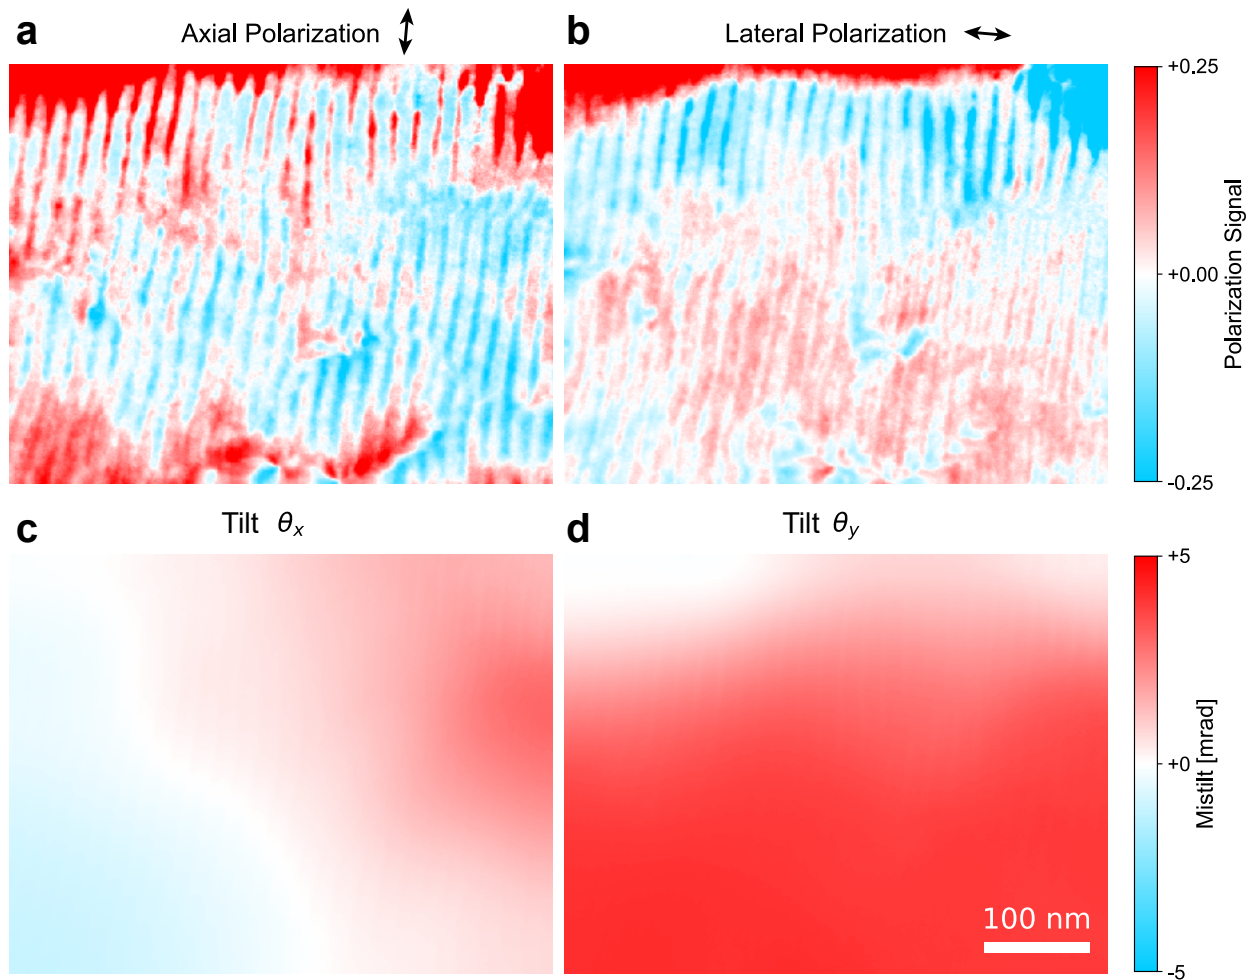 a Axial Polarization
b Lateral Polarization
+0.25
+0.00
-0.25
Polarization Signal
c Tilt θx
d Tilt θy
100 nm
+5
+0
-5
Mistilt [mrad]